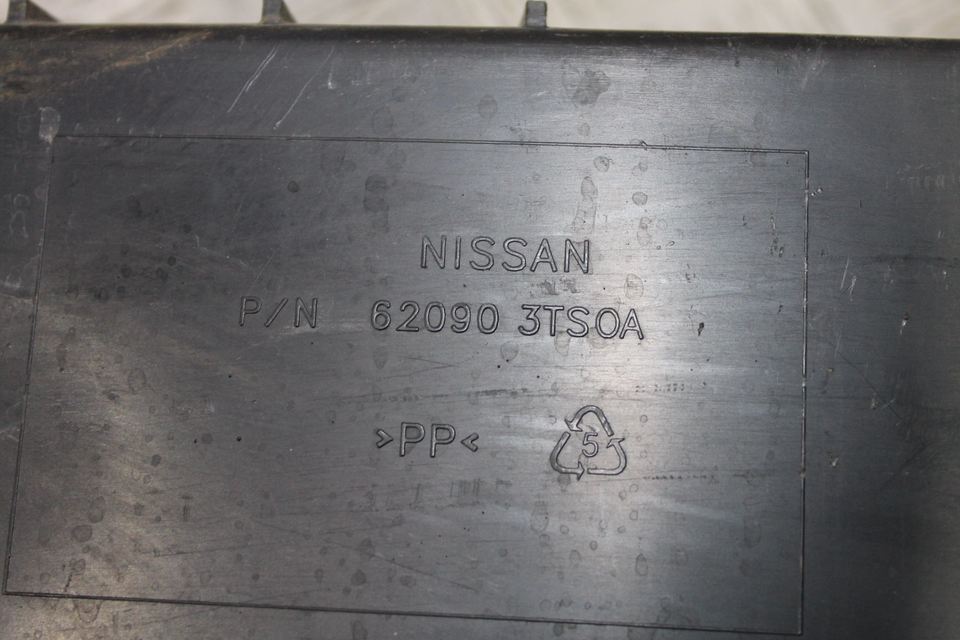 NISSAN
P/N 62090 3TS0A
>PP<
5